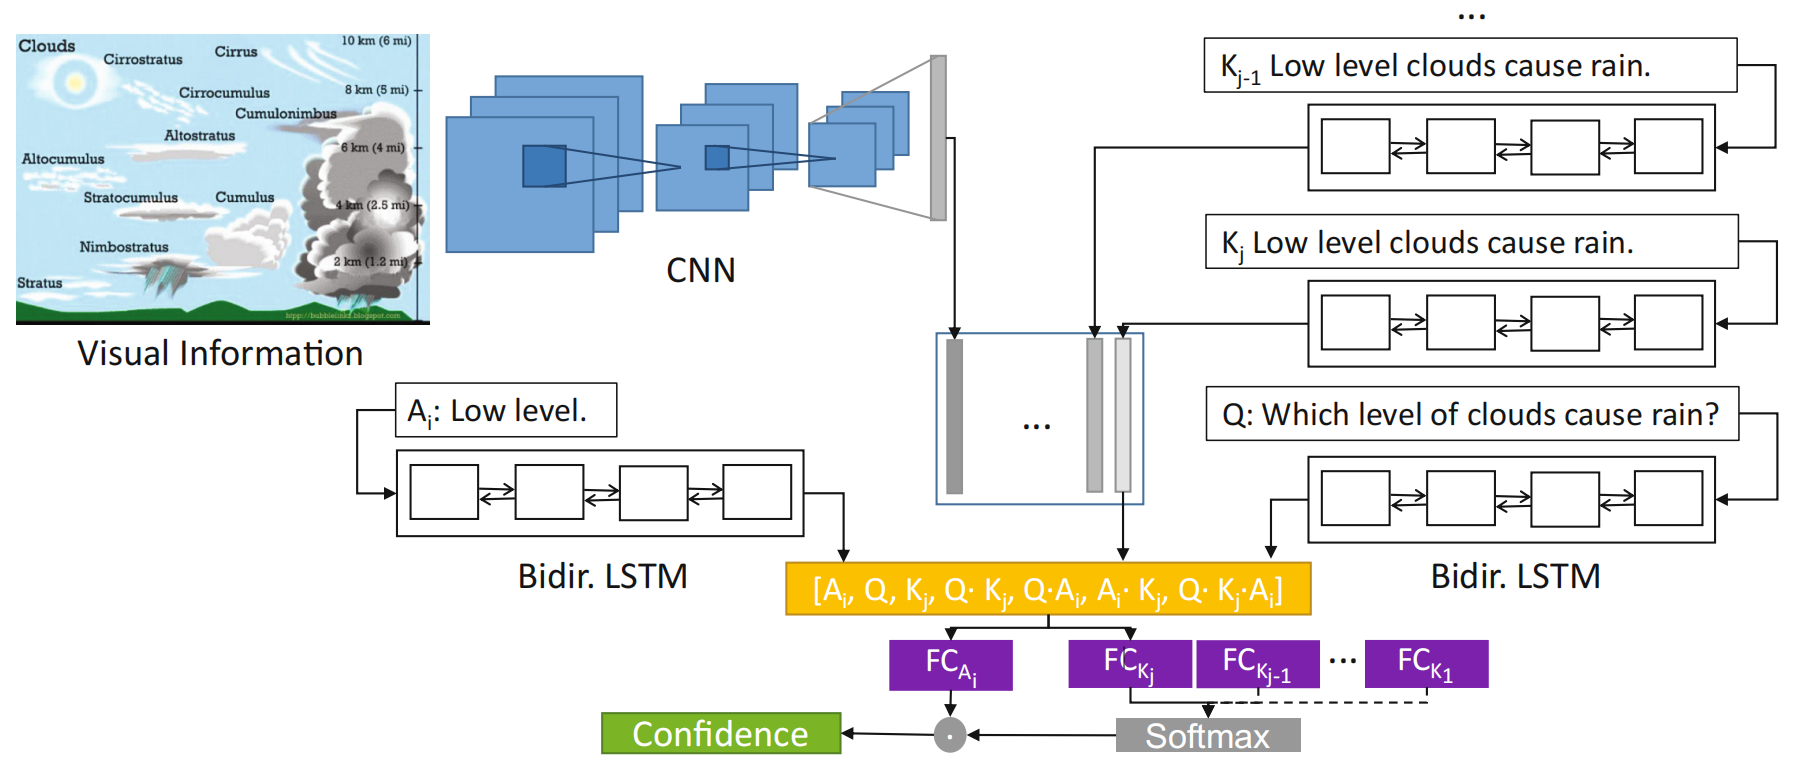 ...
Clouds
Cirrostratus
Cirrus
10 km (6 mi)
Cirrocumulus
8 km (5 mi)
Cumulonimbus
Altostratus
6 km (4 mi)
Altocumulus
Stratocumulus
Cumulus
4 km (2.5 mi)
Nimbostratus
2 km (1.2 mi)
Stratus
http://bubblelinkz.blogspot.com
Visual Information
CNN
Kj-1 Low level clouds cause rain.
Kj Low level clouds cause rain.
Ai: Low level.
...
Q: Which level of clouds cause rain?
Bidir. LSTM
Bidir. LSTM
[Ai, Q, Kj, Q· Kj, Q·Ai, Ai· Kj, Q· Kj·Ai]
FCAi
FCKj
FCKj-1
...
FCK1
Confidence
·
Softmax